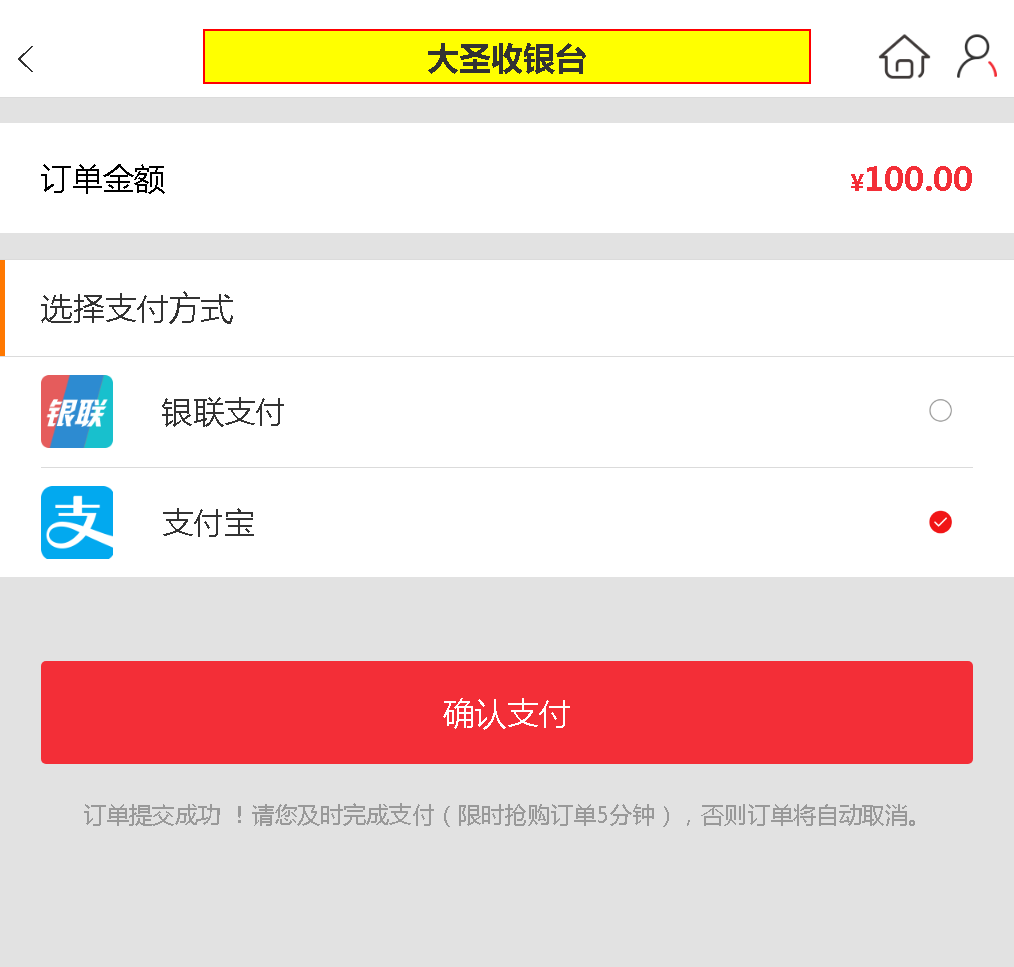 大圣收银台
订单金额
¥100.00
选择支付方式
银联
银联支付
支
支付宝
确认支付
订单提交成功 ！请您及时完成支付（限时抢购订单5分钟），否则订单将自动取消。